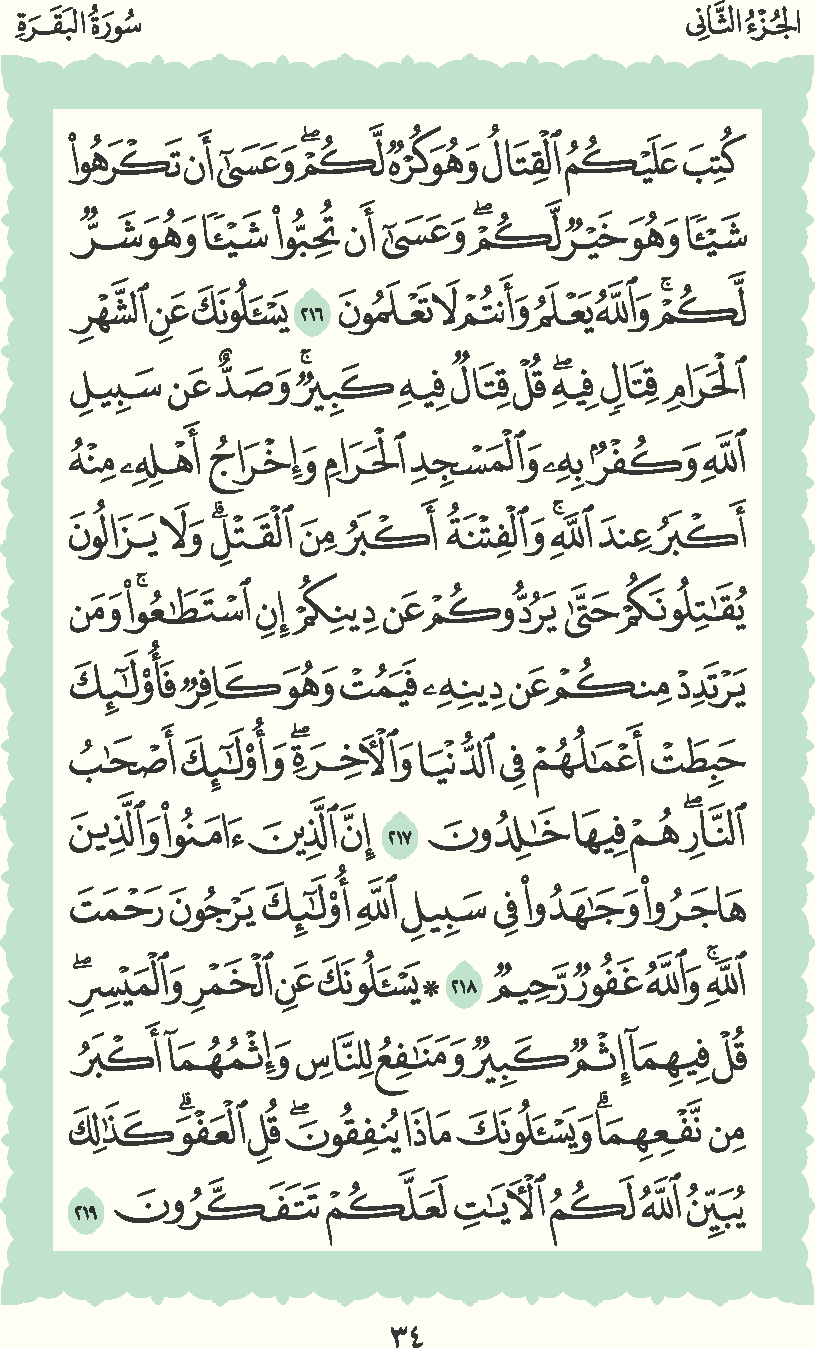 الجُزْءُ الثَّانِي سُورَةُ البَقَرَةِ
كُتِبَ عَلَيْكُمُ ٱلْقِتَالُ وَهُوَ كُرْهٌ لَّكُمْۖ وَعَسَىٰٓ أَن تَكْرَهُوا۟
شَيْـًٔا وَهُوَ خَيْرٌ لَّكُمْۖ وَعَسَىٰٓ أَن تُحِبُّوا۟ شَيْـًٔا وَهُوَ شَرٌّ
لَّكُمْۚ وَٱللَّهُ يَعْلَمُ وَأَنتُمْ لَا تَعْلَمُونَ ٢١٦ يَسْـَٔلُونَكَ عَنِ ٱلشَّهْرِ
ٱلْحَرَامِ قِتَالٍ فِيهِۖ قُلْ قِتَالٌ فِيهِ كَبِيرٌۚ وَصَدٌّ عَن سَبِيلِ
ٱللَّهِ وَكُفْرٌۢ بِهِۦ وَٱلْمَسْجِدِ ٱلْحَرَامِ وَإِخْرَاجُ أَهْلِهِۦ مِنْهُ
أَكْبَرُ عِندَ ٱللَّهِۚ وَٱلْفِتْنَةُ أَكْبَرُ مِنَ ٱلْقَتْلِۗ وَلَا يَزَالُونَ
يُقَـٰتِلُونَكُمْ حَتَّىٰ يَرُدُّوكُمْ عَن دِينِكُمْ إِنِ ٱسْتَطَـٰعُوا۟ۚ وَمَن
يَرْتَدِدْ مِنكُمْ عَن دِينِهِۦ فَيَمُتْ وَهُوَ كَافِرٌ فَأُو۟لَـٰٓئِكَ
حَبِطَتْ أَعْمَـٰلُهُمْ فِى ٱلدُّنْيَا وَٱلْـَٔاخِرَةِۖ وَأُو۟لَـٰٓئِكَ أَصْحَـٰبُ
ٱلنَّارِۖ هُمْ فِيهَا خَـٰلِدُونَ ٢١٧ إِنَّ ٱلَّذِينَ ءَامَنُوا۟ وَٱلَّذِينَ
هَاجَرُوا۟ وَجَـٰهَدُوا۟ فِى سَبِيلِ ٱللَّهِ أُو۟لَـٰٓئِكَ يَرْجُونَ رَحْمَتَ
ٱللَّهِۚ وَٱللَّهُ غَفُورٌ رَّحِيمٌ ٢١٨ * يَسْـَٔلُونَكَ عَنِ ٱلْخَمْرِ وَٱلْمَيْسِرِۖ
قُلْ فِيهِمَآ إِثْمٌ كَبِيرٌ وَمَنَـٰفِعُ لِلنَّاسِ وَإِثْمُهُمَآ أَكْبَرُ
مِن نَّفْعِهِمَاۗ وَيَسْـَٔلُونَكَ مَاذَا يُنفِقُونَۖ قُلِ ٱلْعَفْوَۗ كَذَٰلِكَ
يُبَيِّنُ ٱللَّهُ لَكُمُ ٱلْـَٔايَـٰتِ لَعَلَّكُمْ تَتَفَكَّرُونَ ٢١٩
٣٤